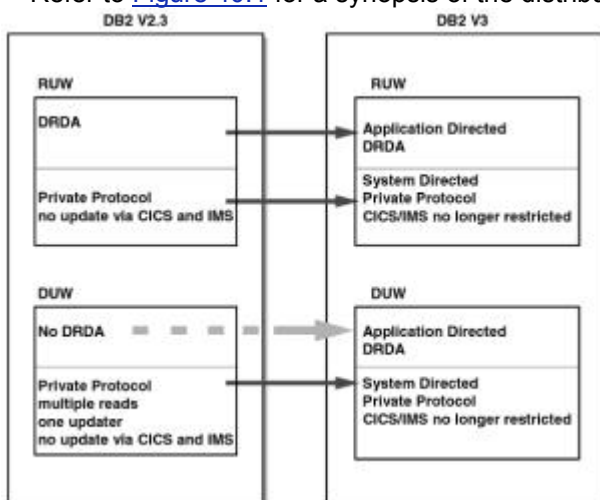 Refer to Figure for a synopsis of the
DB2 V2.3
DB2 V3
RUW
DRDA
Private Protocol
no update via CICS and IMS
DUW
No DRDA
Private Protocol
multiple reads
one updater
no update via CICS and IMS
RUW
Application Directed
DRDA
System Directed
Private Protocol
CICS/IMS no longer restricted
DUW
Application Directed
DRDA
System Directed
Private Protocol
CICS/IMS no longer restricted